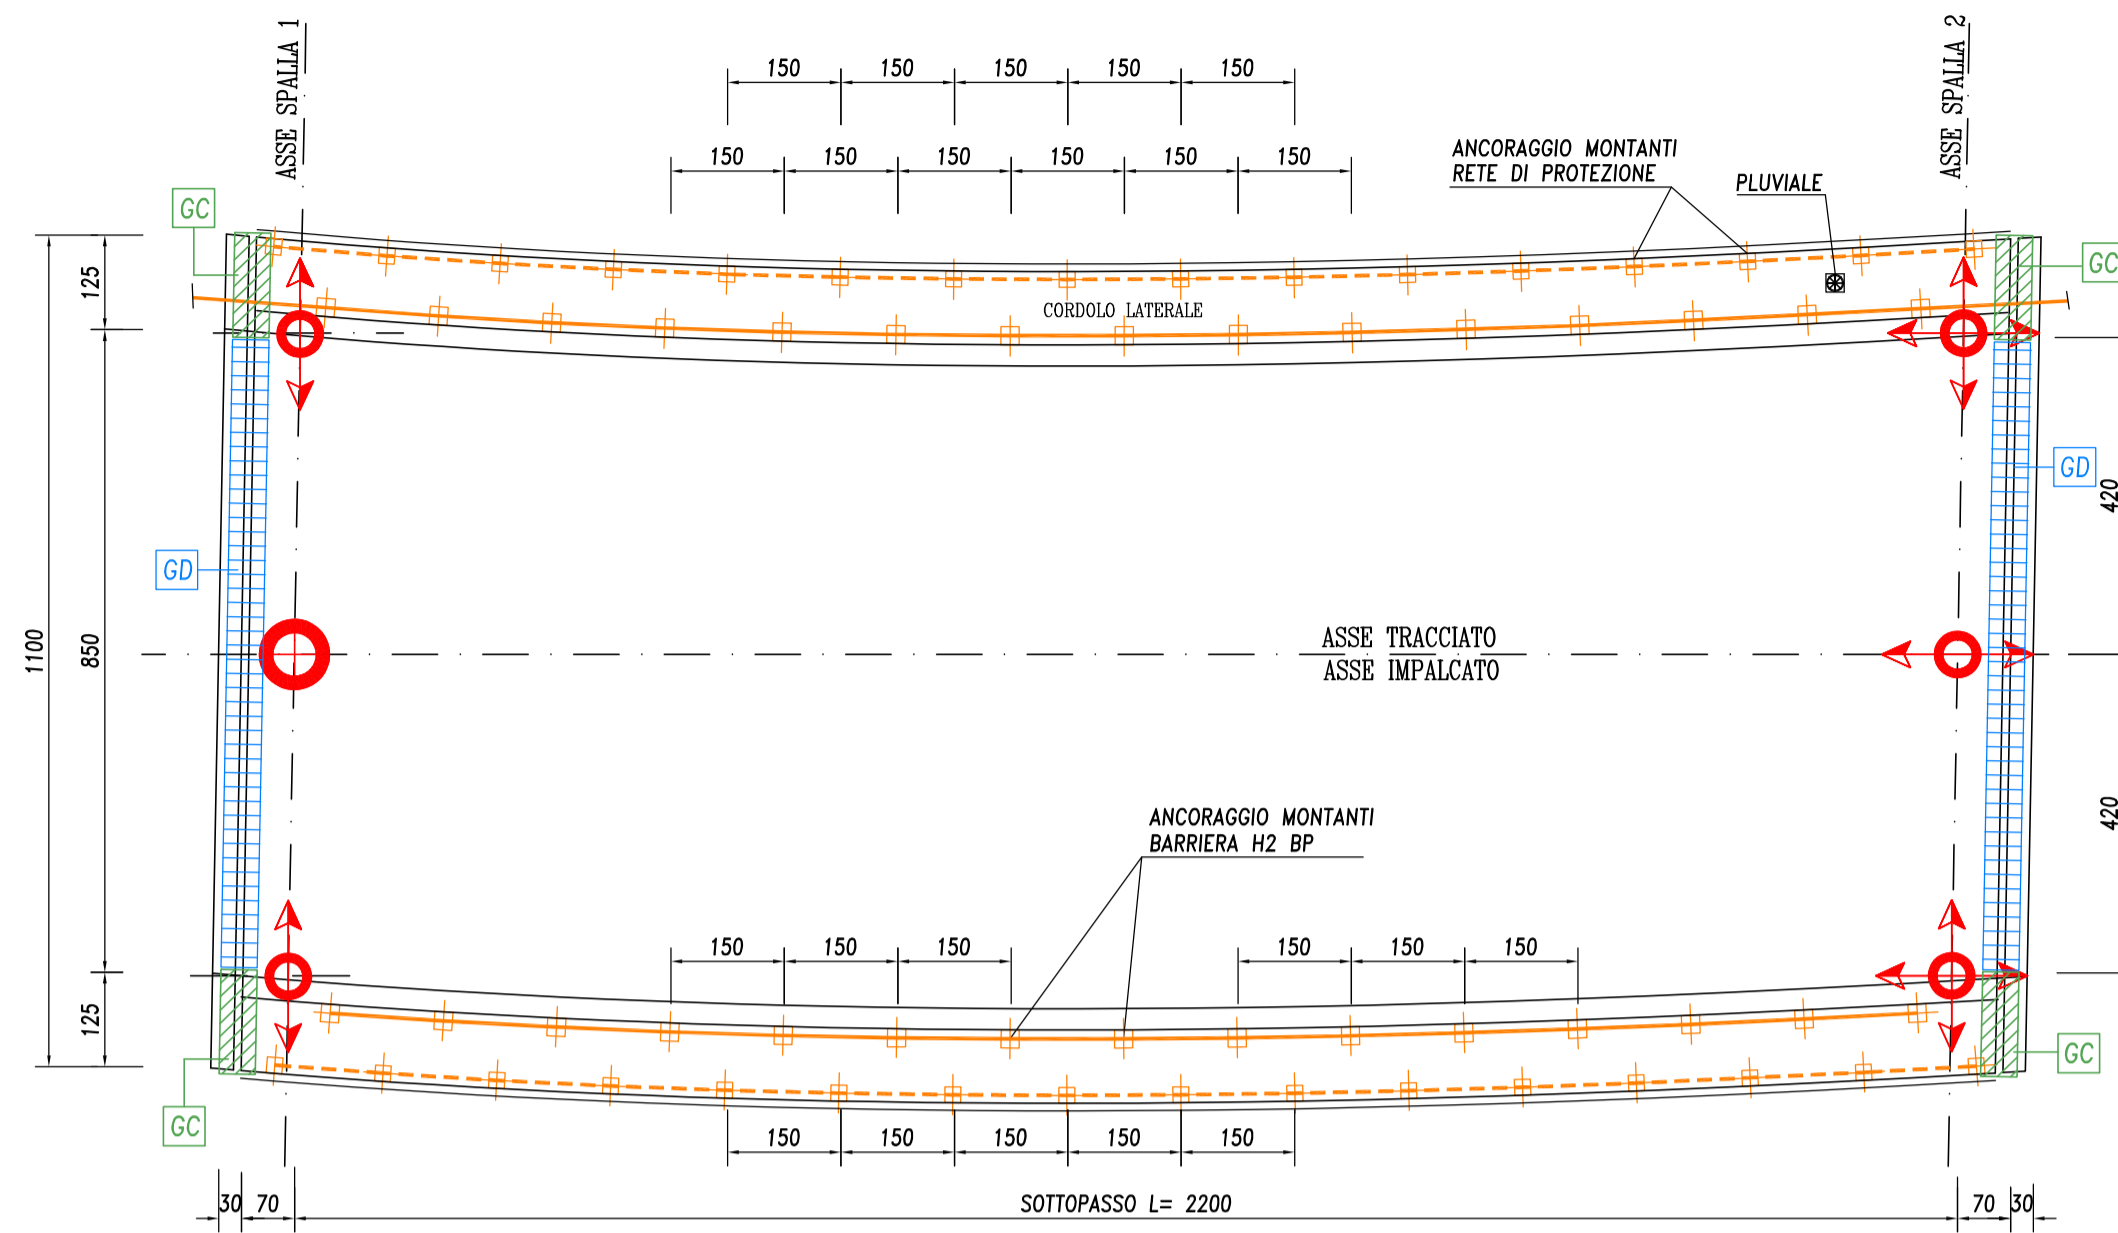 ASSE SPALLA 1
ASSE SPALLA 2
150 150 150 150 150
150 150 150 150 150 150
ANCORAGGIO MONTANTI
RETE DI PROTEZIONE
PLUVIALE
GC
GC
125
CORDOLO LATERALE
GD
420
GD
1100
850
ASSE TRACCIATO
ASSE IMPALCATO
420
ANCORAGGIO MONTANTI
BARRIERA H2 BP
150 150 150 150 150 150
125
GC
GC
150 150 150 150 150
30 70 SOTTOPASSO L= 2200 70 30